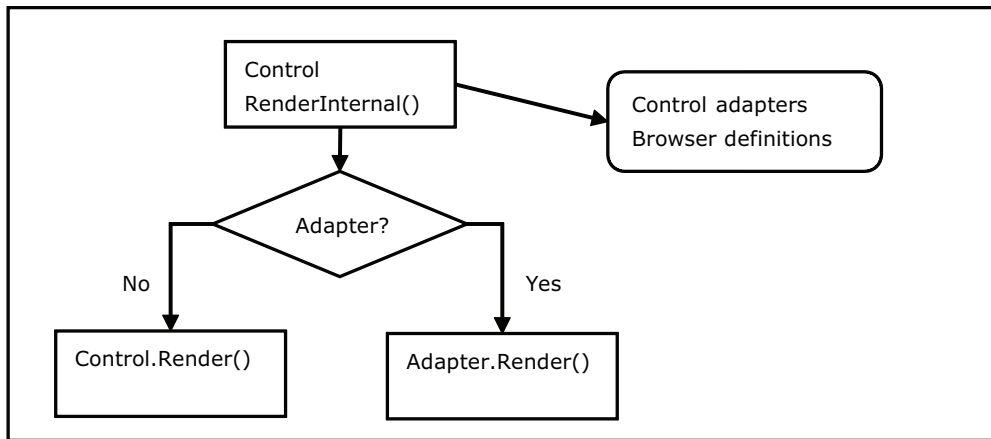 Control
RenderInternal()
Control adapters
Browser definitions
Adapter?
No
Yes
Control.Render()
Adapter.Render()